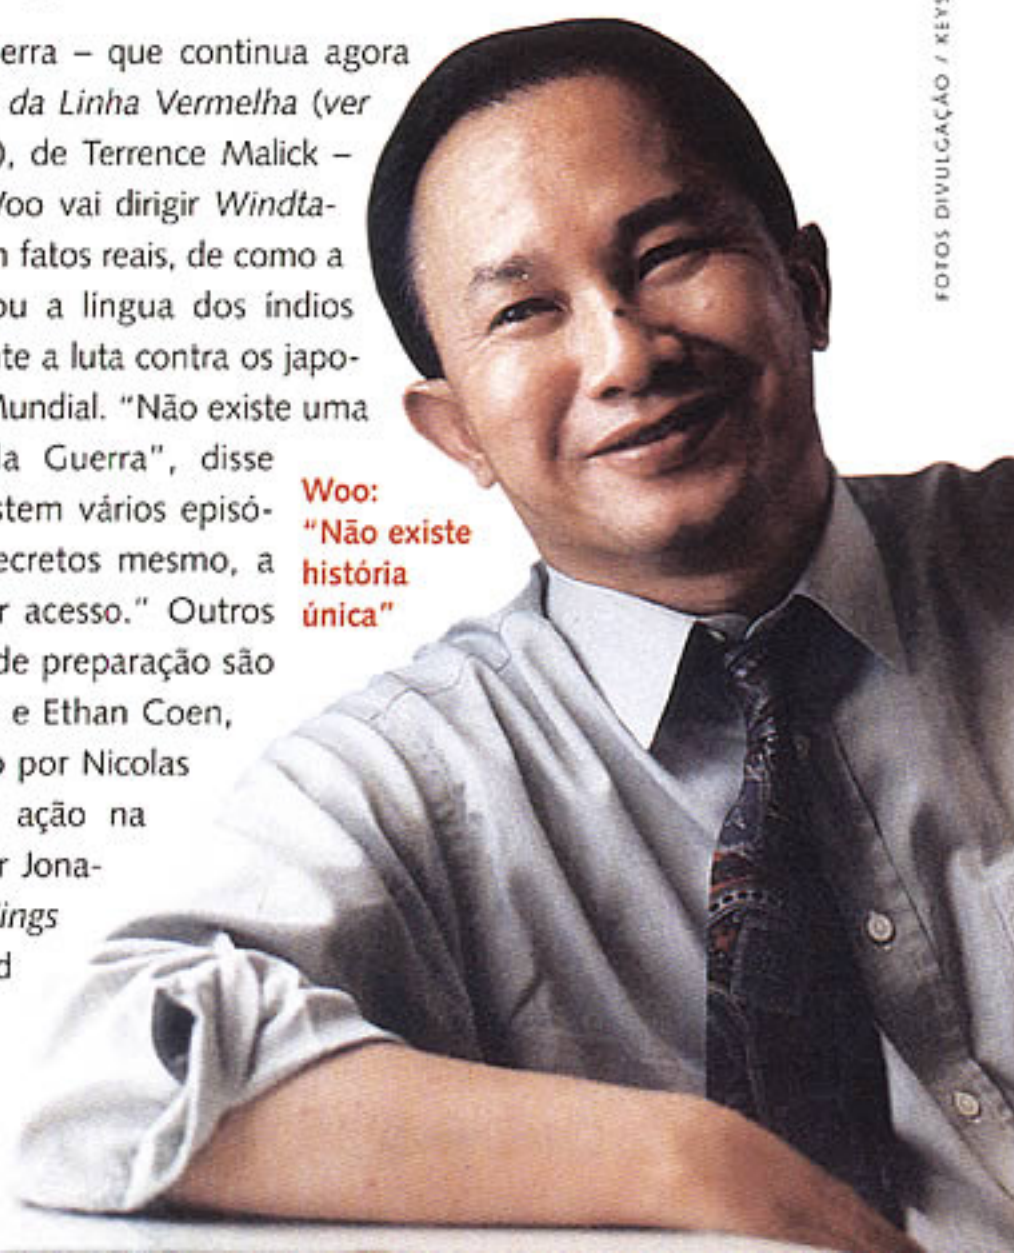 erra – que continua agora
da Linha Vermelha (ver
), de Terrence Malick –
Woo vai dirigir Windta-
fatos reais, de como a
ou a língua dos índios
te a luta contra os japo-
Mundial. “Não existe uma
la Guerra”, disse
stem vários episó-
ecretos mesmo, a
r acesso.” Outros
de preparação são
e Ethan Coen,
o por Nicolas
ação na
r Jona-
ings
d
Woo:
“Não existe
história
única”
FOTOS DIVULGAÇÃO / KEYS